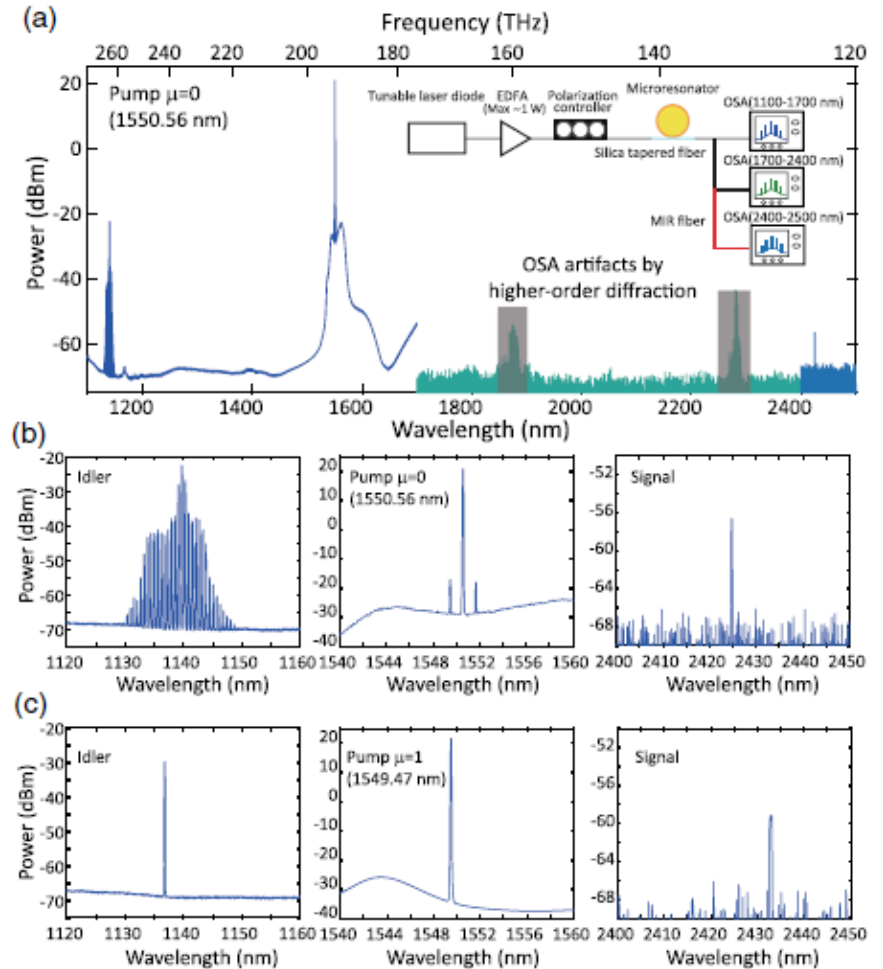 (a)
Frequency (THz)
260 240 220 200 180 160 140 120
Pump μ=0
(1550.56 nm)
Tunable laser diode
EDFA
(Max ~1 W)
Polarization
controller
Microresonator
OSA(1100-1700 nm)
Silica tapered fiber
OSA(1700-2400 nm)
MIR fiber
OSA(2400-2500 nm)
OSA artifacts by
higher-order diffraction
Power (dBm)
20
0
-20
-40
-60
1200 1400 1600 1800 2000 2200 2400
Wavelength (nm)
(b)
Idler
Power (dBm)
-20
-30
-40
-50
-60
-70
1120 1130 1140 1150 1160
Wavelength (nm)
Pump μ=0
(1550.56 nm)
20
10
0
-10
-20
-30
-40
1540 1544 1548 1552 1556 1560
Wavelength (nm)
Signal
-52
-56
-60
-64
-68
2400 2410 2420 2430 2440 2450
Wavelength (nm)
(c)
Idler
Power (dBm)
-20
-30
-40
-50
-60
-70
1120 1130 1140 1150 1160
Wavelength (nm)
Pump μ=1
(1549.47 nm)
20
10
0
-10
-20
-30
-40
1540 1544 1548 1552 1556 1560
Wavelength (nm)
Signal
-52
-56
-60
-64
-68
2400 2410 2420 2430 2440 2450
Wavelength (nm)